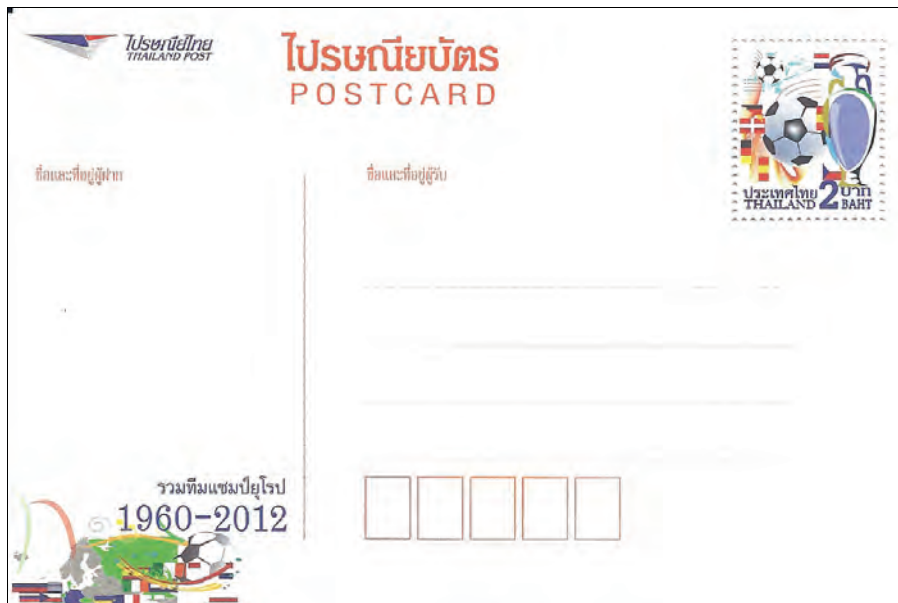 ไปรษณีย์ไทย
THAILAND POST
ไปรษณียบัตร
POSTCARD
ประเทศไทย 2 บาท
THAILAND BAHT
ชื่อและที่อยู่ผู้ฝาก
ชื่อและที่อยู่ผู้รับ
รวมทีมแชมป์ยุโรป
1960-2012